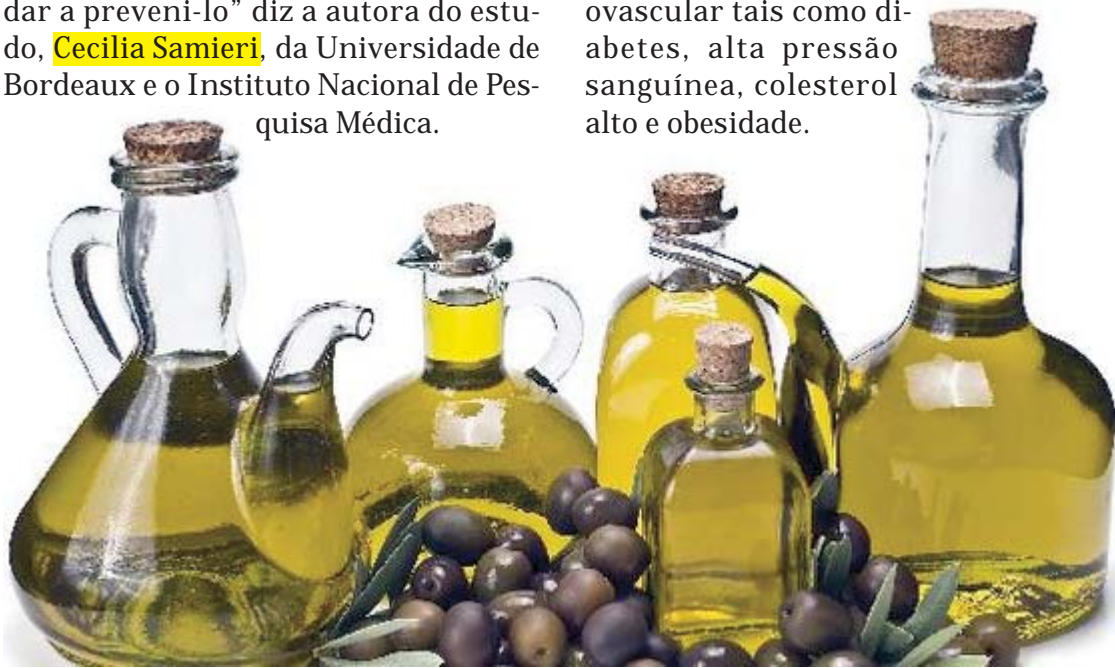 dar a preveni-lo” diz a autora do estu-
do, Cecilia Samieri, da Universidade de
Bordeaux e o Instituto Nacional de Pes-
quisa Médica.
ovascular tais como di-
abetes, alta pressão
sanguínea, colesterol
alto e obesidade.